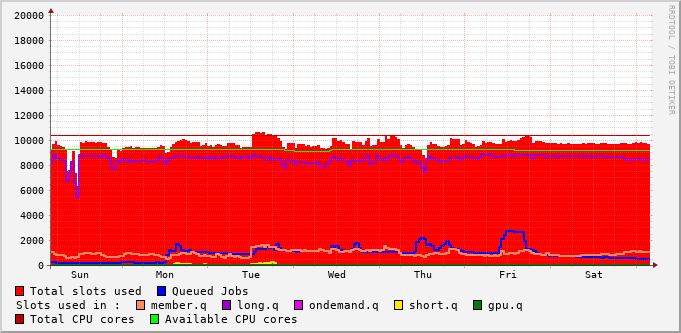 RRDTOOL / TOBI OETIKER
20000
18000
16000
14000
12000
10000
8000
6000
4000
2000
0
Sun Mon Tue Wed Thu Fri Sat
Total slots used Queued Jobs
Slots used in : member.q long.q ondemand.q short.q gpu.q
Total CPU cores Available CPU cores